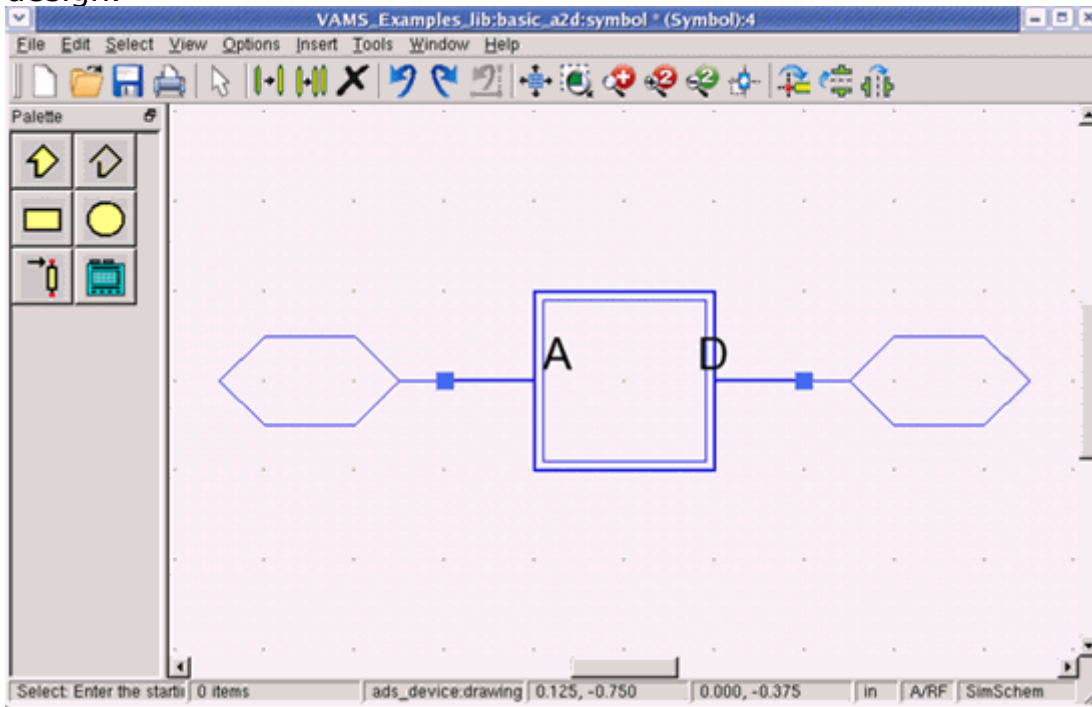 design.
VAMS_Examples_lib:basic_a2d:symbol * (Symbol):4
File Edit Select View Options Insert Tools Window Help
Palette
A D
Select: Enter the 0 items ads_device:drawing 0.125, -0.750 0.000, -0.375 in A/RF SimSchem